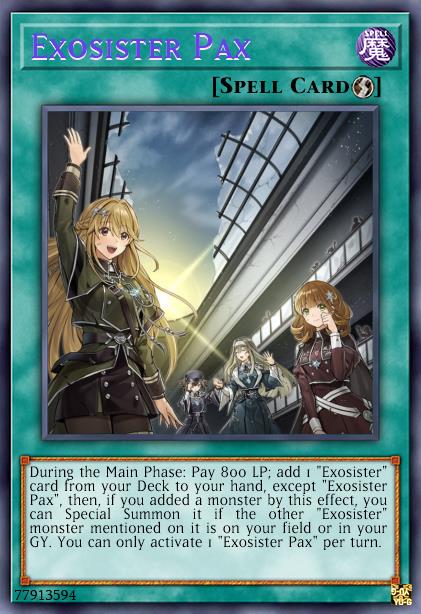 Exosister Pax
SPELL
魔
[Spell Card]
During the Main Phase: Pay 800 LP; add 1 "Exosister"
card from your Deck to your hand, except "Exosister
Pax", then, if you added a monster by this effect, you
can Special Summon it if the other "Exosister"
monster mentioned on it is on your field or in your
GY. You can only activate 1 "Exosister Pax" per turn.
77913594